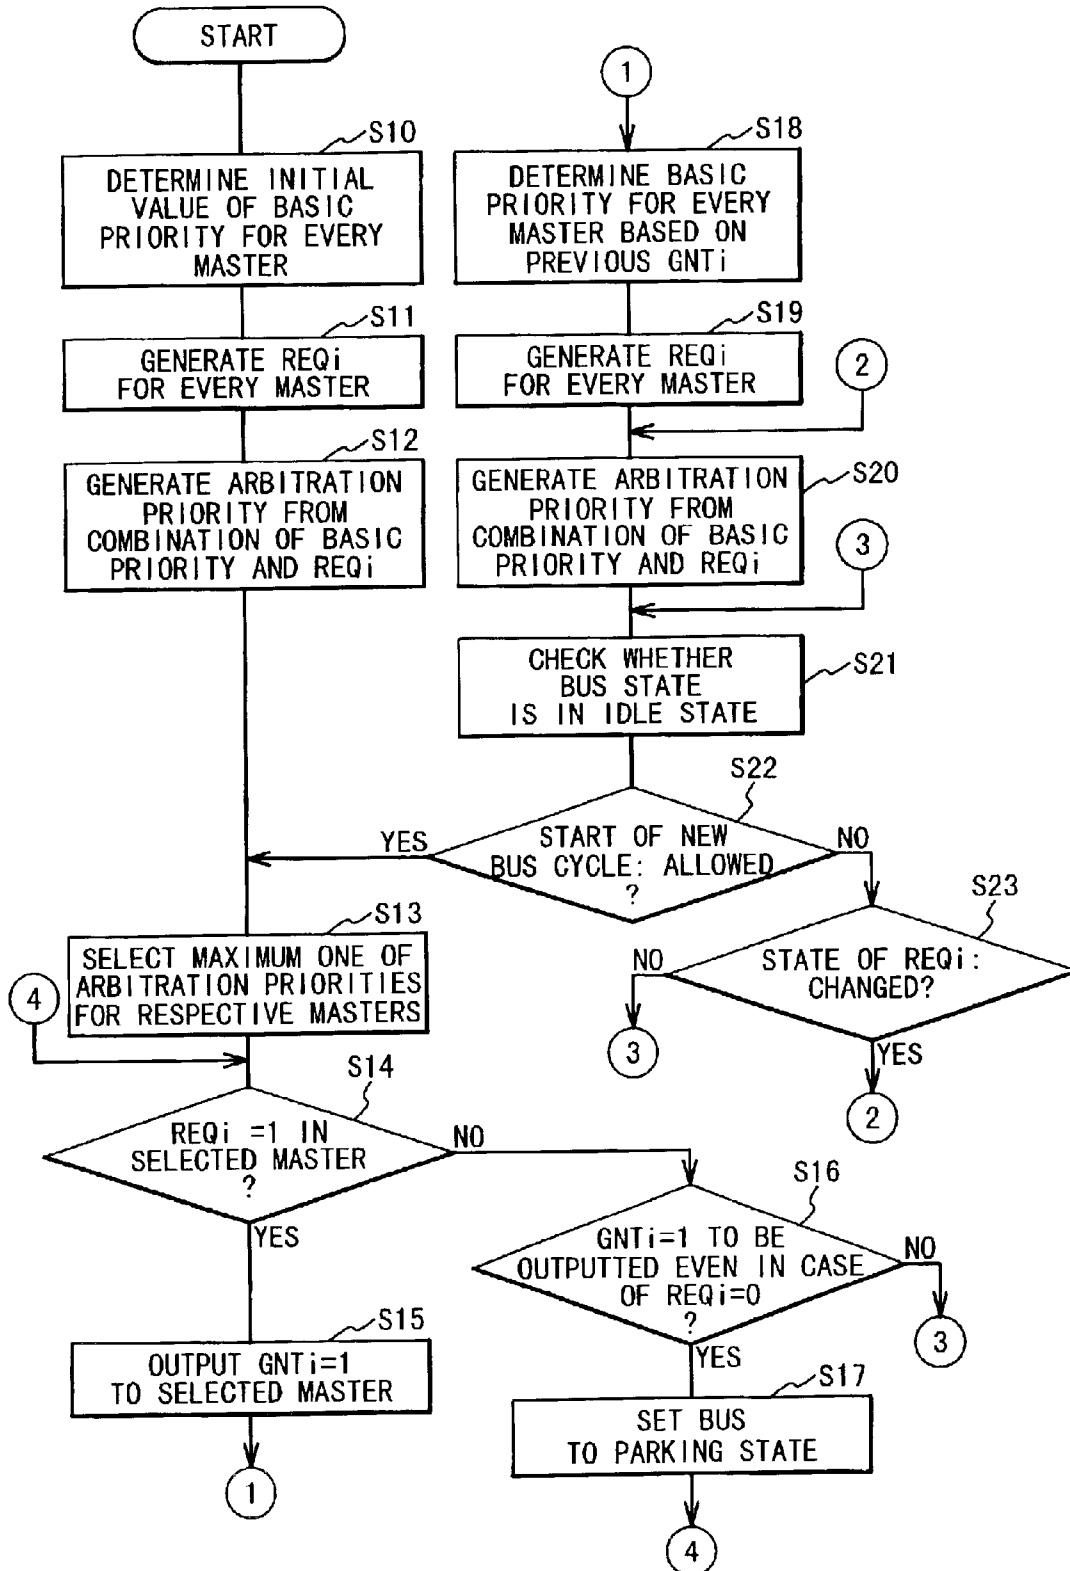 START
S10
DETERMINE INITIAL
VALUE OF BASIC
PRIORITY FOR EVERY
MASTER
S11
GENERATE REQi
FOR EVERY MASTER
S12
GENERATE ARBITRATION
PRIORITY FROM
COMBINATION OF BASIC
PRIORITY AND REQi
1
S18
DETERMINE BASIC
PRIORITY FOR EVERY
MASTER BASED ON
PREVIOUS GNTi
S19
GENERATE REQi
FOR EVERY MASTER
2
S20
GENERATE ARBITRATION
PRIORITY FROM
COMBINATION OF BASIC
PRIORITY AND REQi
3
S21
CHECK WHETHER
BUS STATE
IS IN IDLE STATE
S22
START OF NEW
BUS CYCLE: ALLOWED
?
YES
NO
S23
STATE OF REQi:
CHANGED?
NO
3
YES
2
S13
SELECT MAXIMUM ONE OF
ARBITRATION PRIORITIES
FOR RESPECTIVE MASTERS
4
S14
REQi =1 IN
SELECTED MASTER
?
NO
YES
S15
OUTPUT GNTi=1
TO SELECTED MASTER
1
S16
GNTi=1 TO BE
OUTPUTTED EVEN IN CASE
OF REQi=0
?
NO
3
YES
S17
SET BUS
TO PARKING STATE
4